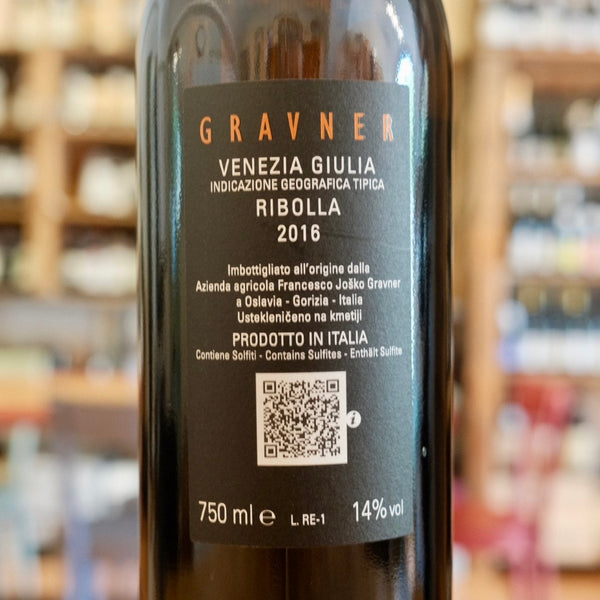 GRAVNER
VENEZIA GIULIA
INDICAZIONE GEOGRAFICA TIPICA
RIBOLLA
2016
Imbottigliato all'origine dalla
Azienda agricola Francesco Joško Gravner
a Oslavia - Gorizia - Italia
Ustekleničeno na kmetiji
PRODOTTO IN ITALIA
Contiene Solfiti - Contains Sulfites - Enthält Sulfite
i
750 ml ℮ L. RE-1 14% vol